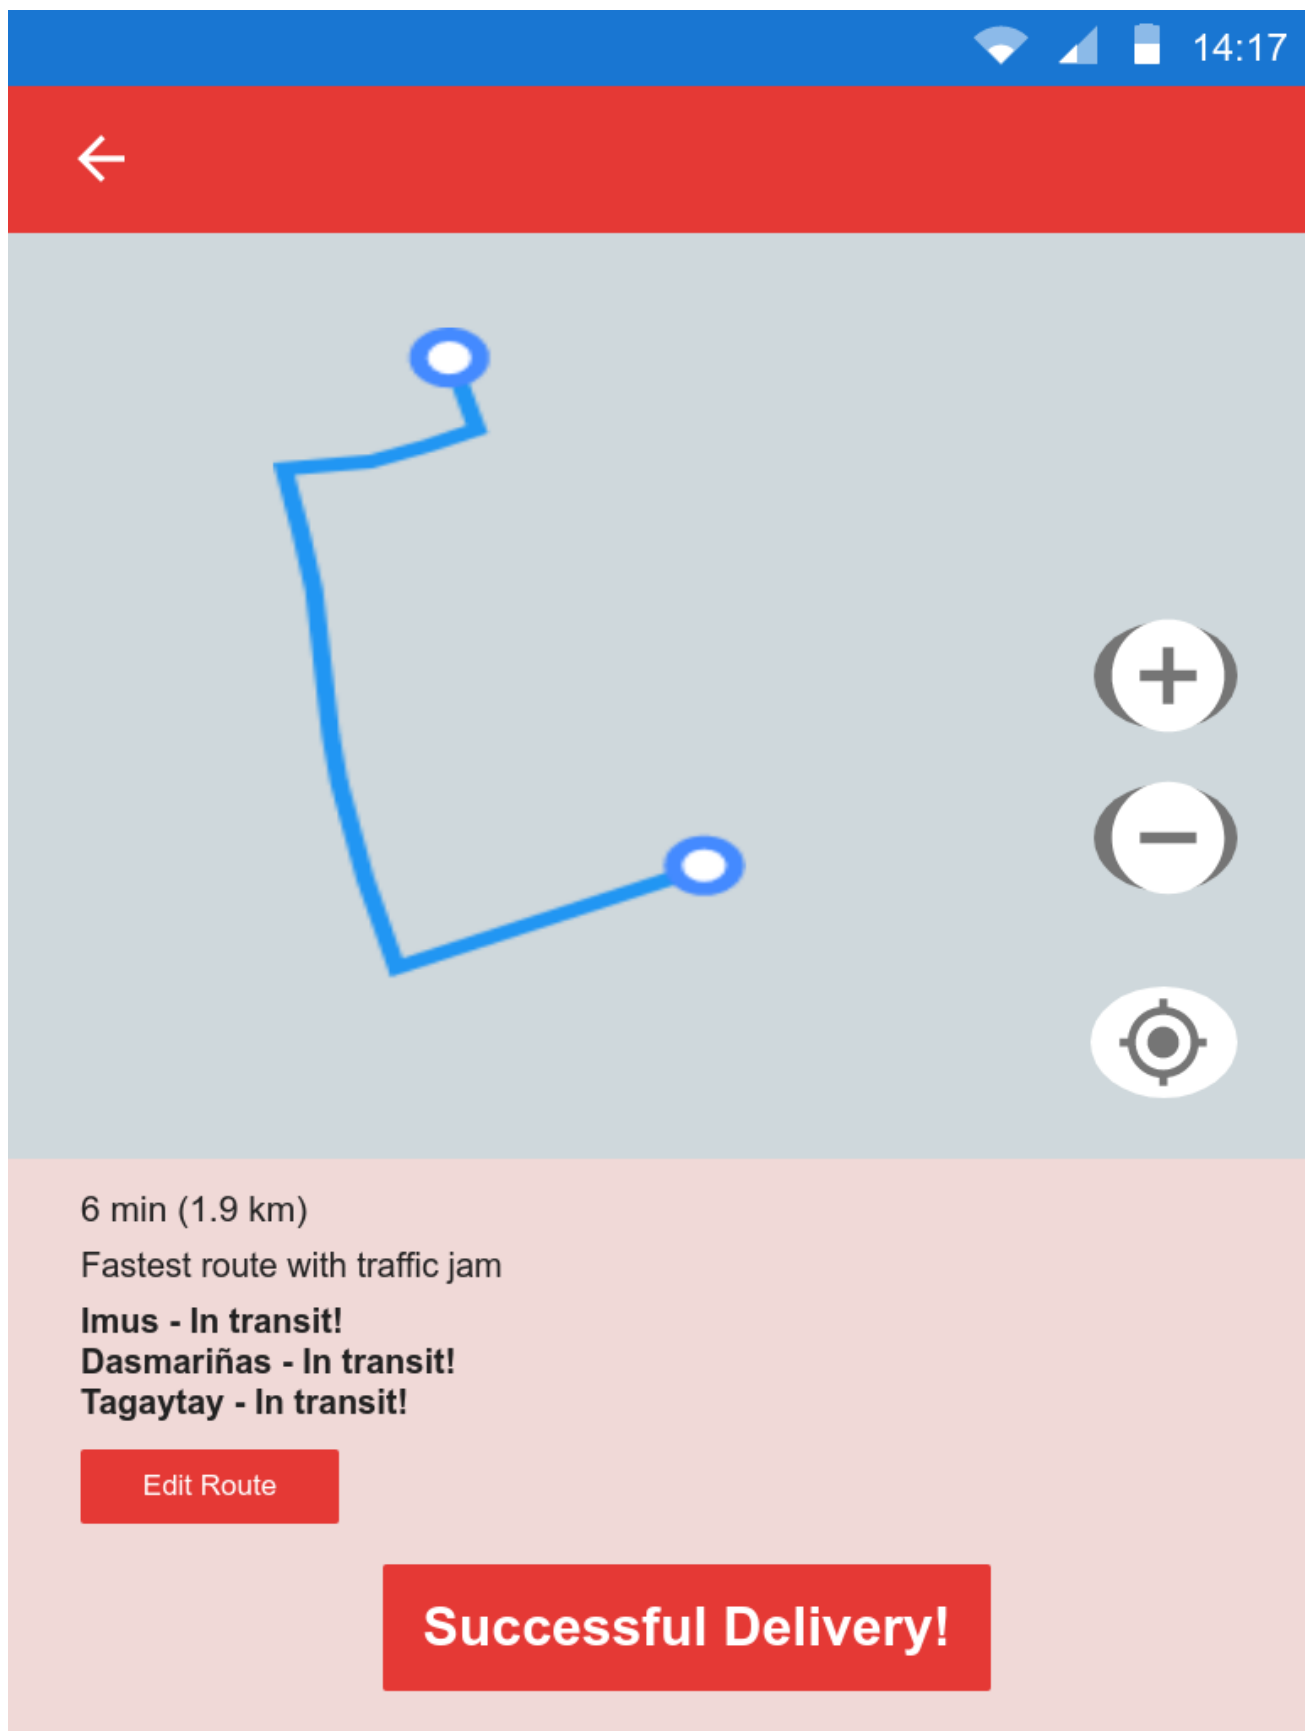 14:17
6 min (1.9 km)
Fastest route with traffic jam
Imus - In transit!
Dasmariñas - In transit!
Tagaytay - In transit!
Edit Route
Successful Delivery!